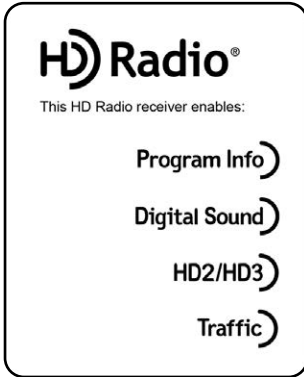 HD Radio®
This HD Radio receiver enables:
Program Info
Digital Sound
HD2/HD3
Traffic